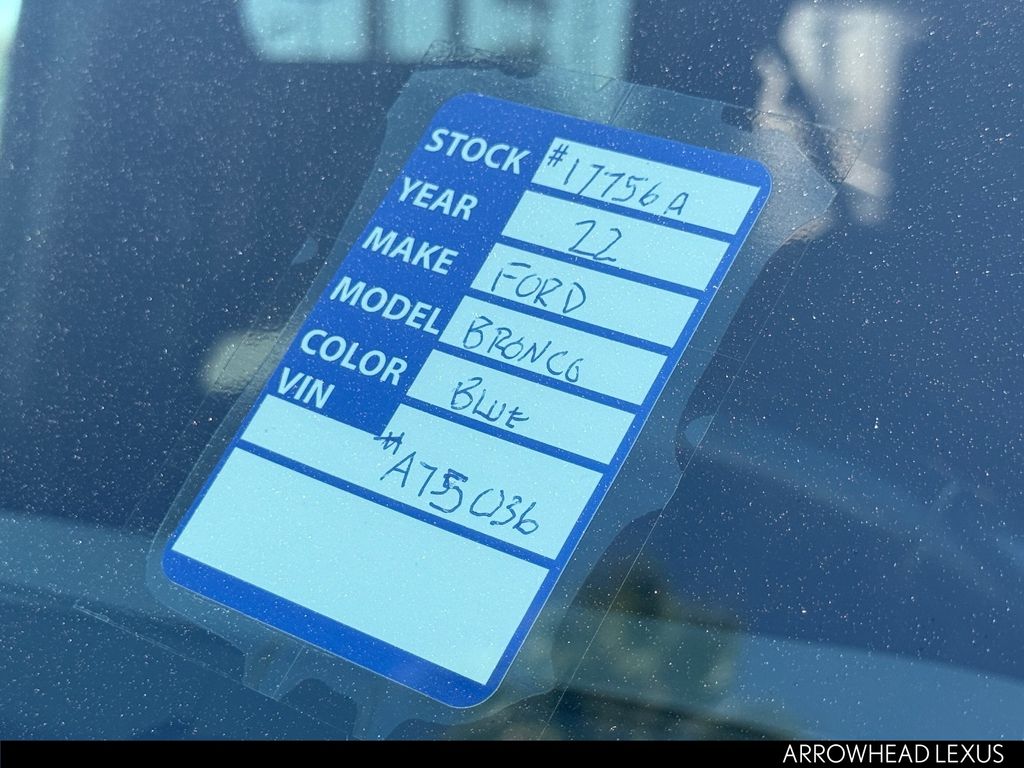 STOCK #17756A
YEAR 22
MAKE FORD
MODEL BRONCO
COLOR BLUE
VIN #A75036
ARROWHEAD LEXUS